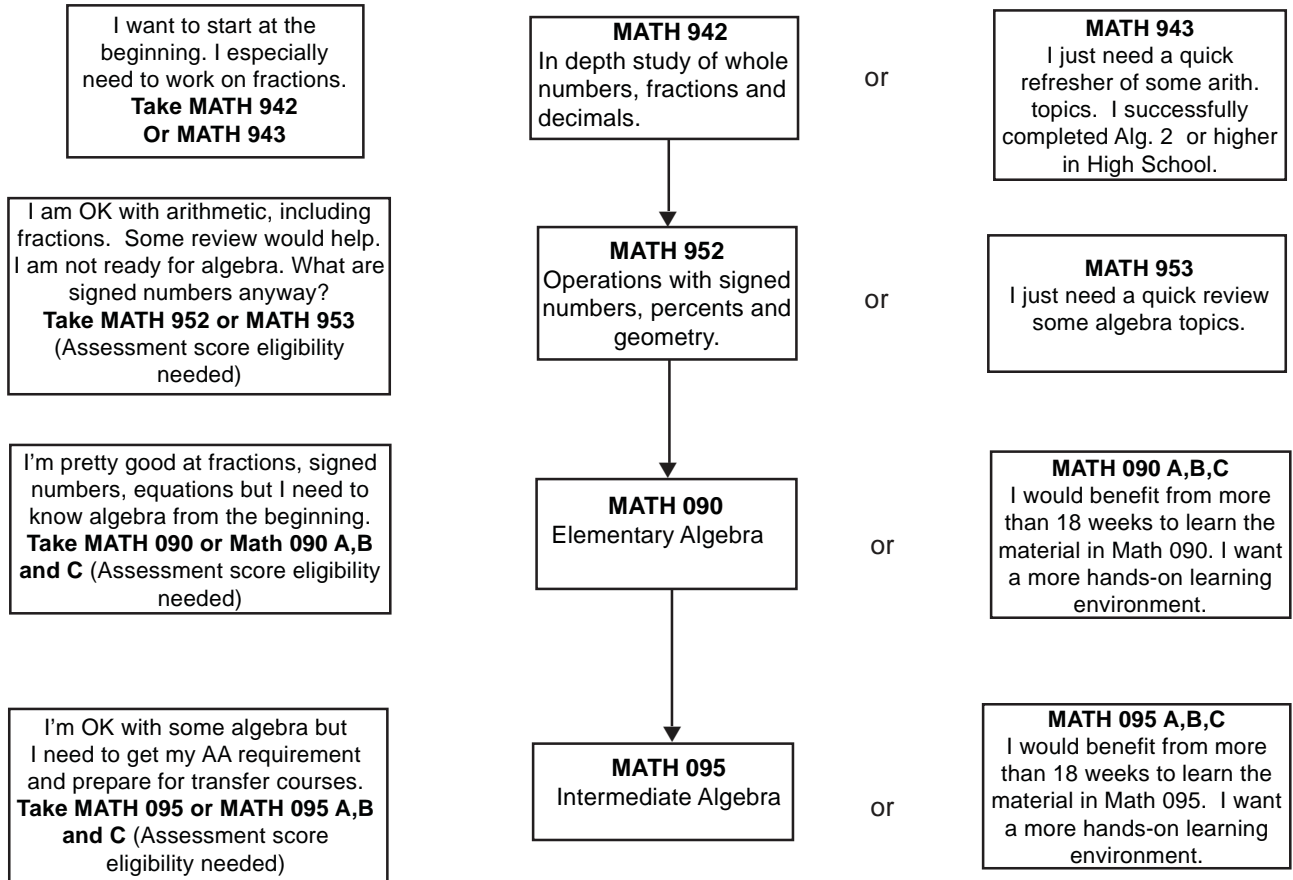 I want to start at the
beginning. I especially
need to work on fractions.
Take MATH 942
Or MATH 943
MATH 942
In depth study of whole
numbers, fractions and
decimals.
or
MATH 943
I just need a quick
refresher of some arith.
topics. I successfully
completed Alg. 2 or higher
in High School.
I am OK with arithmetic, including
fractions. Some review would help.
I am not ready for algebra. What are
signed numbers anyway?
Take MATH 952 or MATH 953
(Assessment score eligibility
needed)
MATH 952
Operations with signed
numbers, percents and
geometry.
or
MATH 953
I just need a quick review
some algebra topics.
I'm pretty good at fractions, signed
numbers, equations but I need to
know algebra from the beginning.
Take MATH 090 or Math 090 A,B
and C (Assessment score eligibility
needed)
MATH 090
Elementary Algebra
or
MATH 090 A,B,C
I would benefit from more
than 18 weeks to learn the
material in Math 090. I want
a more hands-on learning
environment.
I'm OK with some algebra but
I need to get my AA requirement
and prepare for transfer courses.
Take MATH 095 or MATH 095 A,B
and C (Assessment score
eligibility needed)
MATH 095
Intermediate Algebra
or
MATH 095 A,B,C
I would benefit from more
than 18 weeks to learn the
material in Math 095. I want
a more hands-on learning
environment.